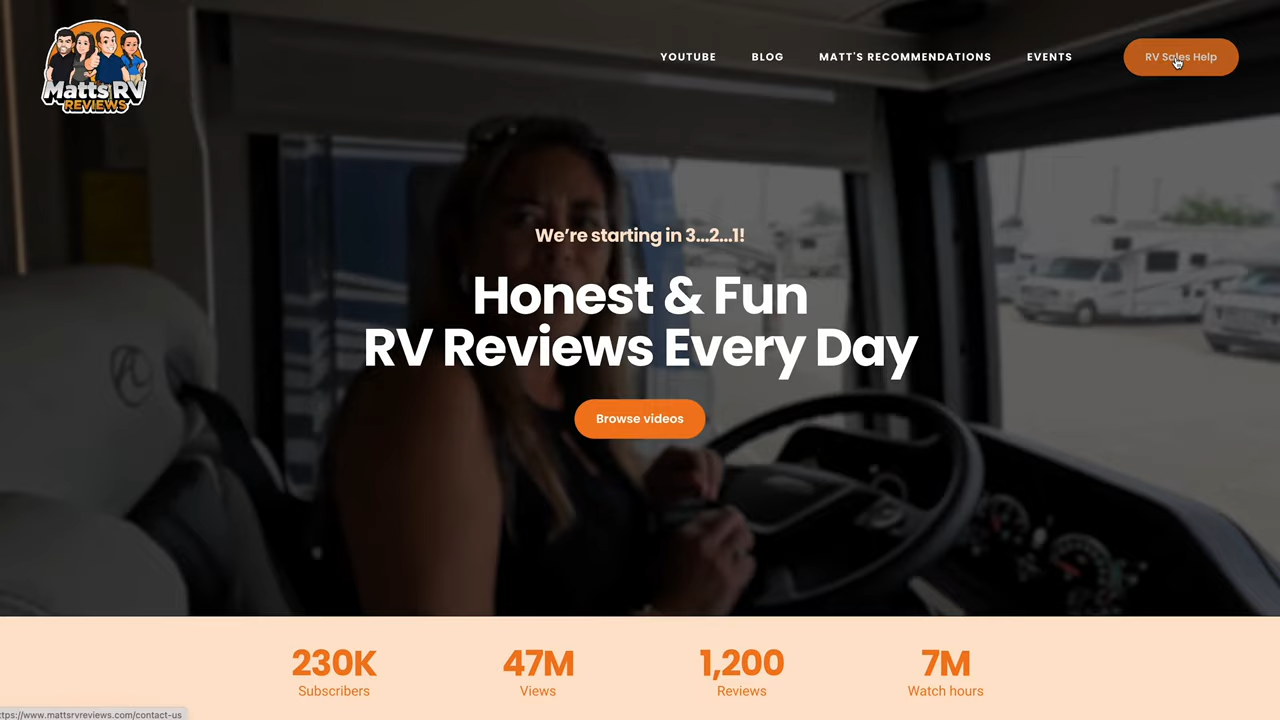 Matts RV
REVIEWS
YOUTUBE
BLOG
MATT'S RECOMMENDATIONS
EVENTS
RV Sales Help
We're starting in 3...2...1!
Honest & Fun
RV Reviews Every Day
Browse videos
230K
Subscribers
47M
Views
1,200
Reviews
7M
Watch hours
ttps://www.mattsrvreviews.com/contact-us